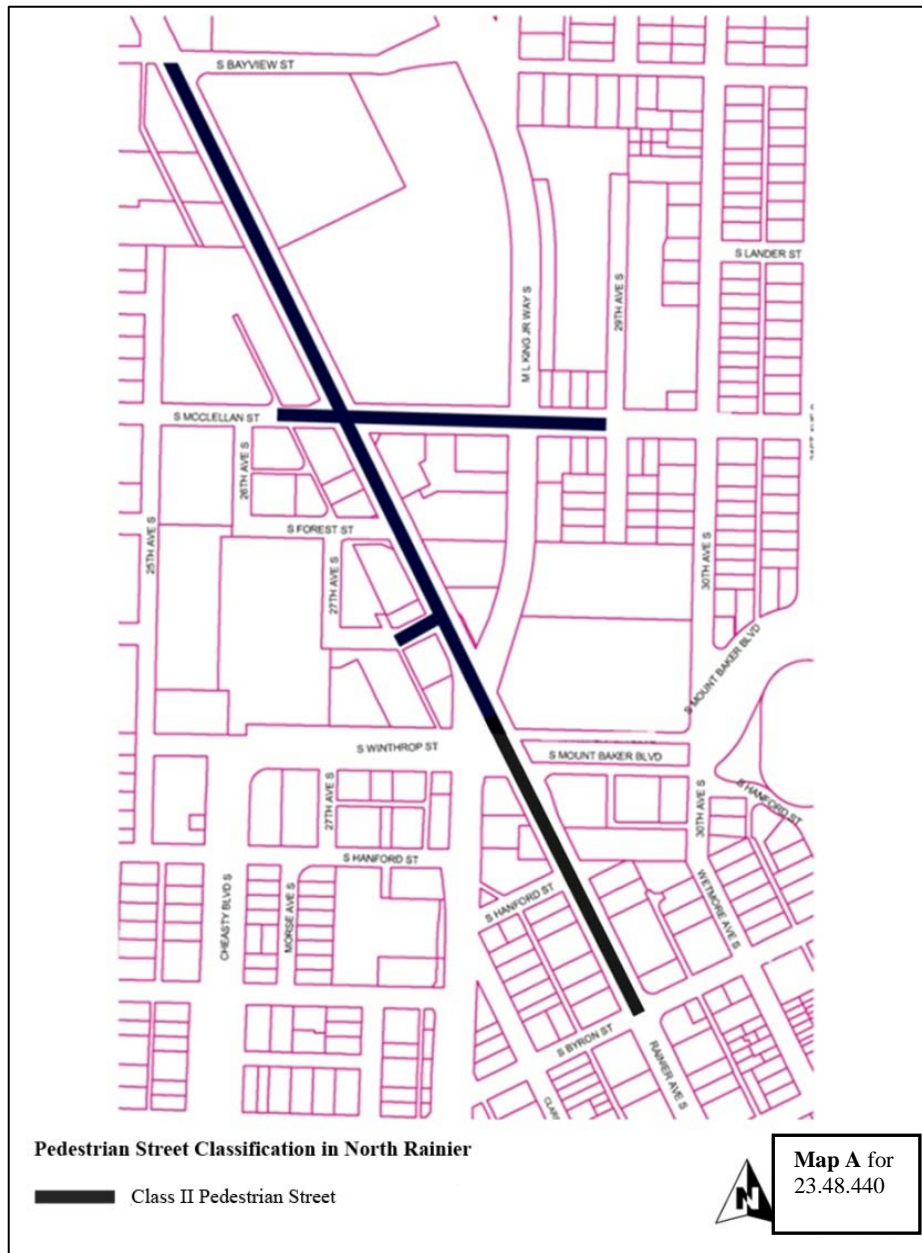 S BAYVIEW ST
S LANDER ST
M L KING JR WAY S
29TH AVE S
S MCCLELLAN ST
26TH AVE S
25TH AVE S
S FOREST ST
27TH AVE S
30TH AVE S
S MOUNT BAKER BLVD
S WINTHROP ST
S MOUNT BAKER BLVD
27TH AVE S
30TH AVE S
S HANFORD ST
S HANFORD ST
CHEASTY BLVD S
MORSE AVE S
S HANFORD ST
WETMORE AVE S
S BYRON ST
RAINIER AVE S
Pedestrian Street Classification in North Rainier
Class II Pedestrian Street
N
Map A for
23.48.440